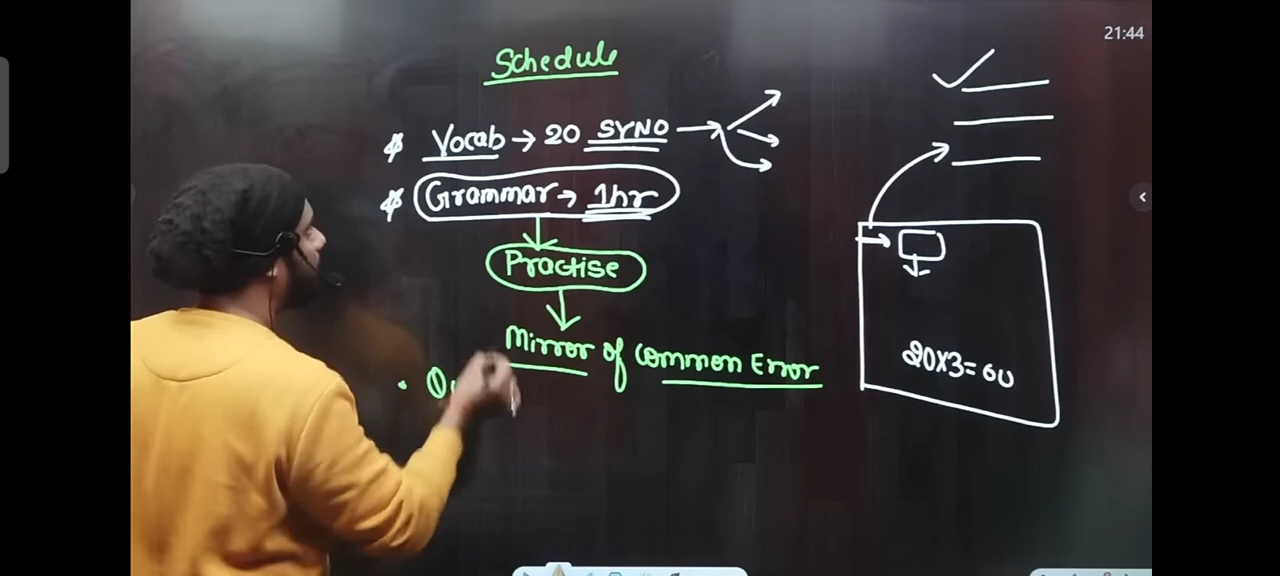 21:44
Schedule
* Vocab → 20 SYNO →
* Grammar → 1hr
Practise
Mirror of Common Error
20x3=60